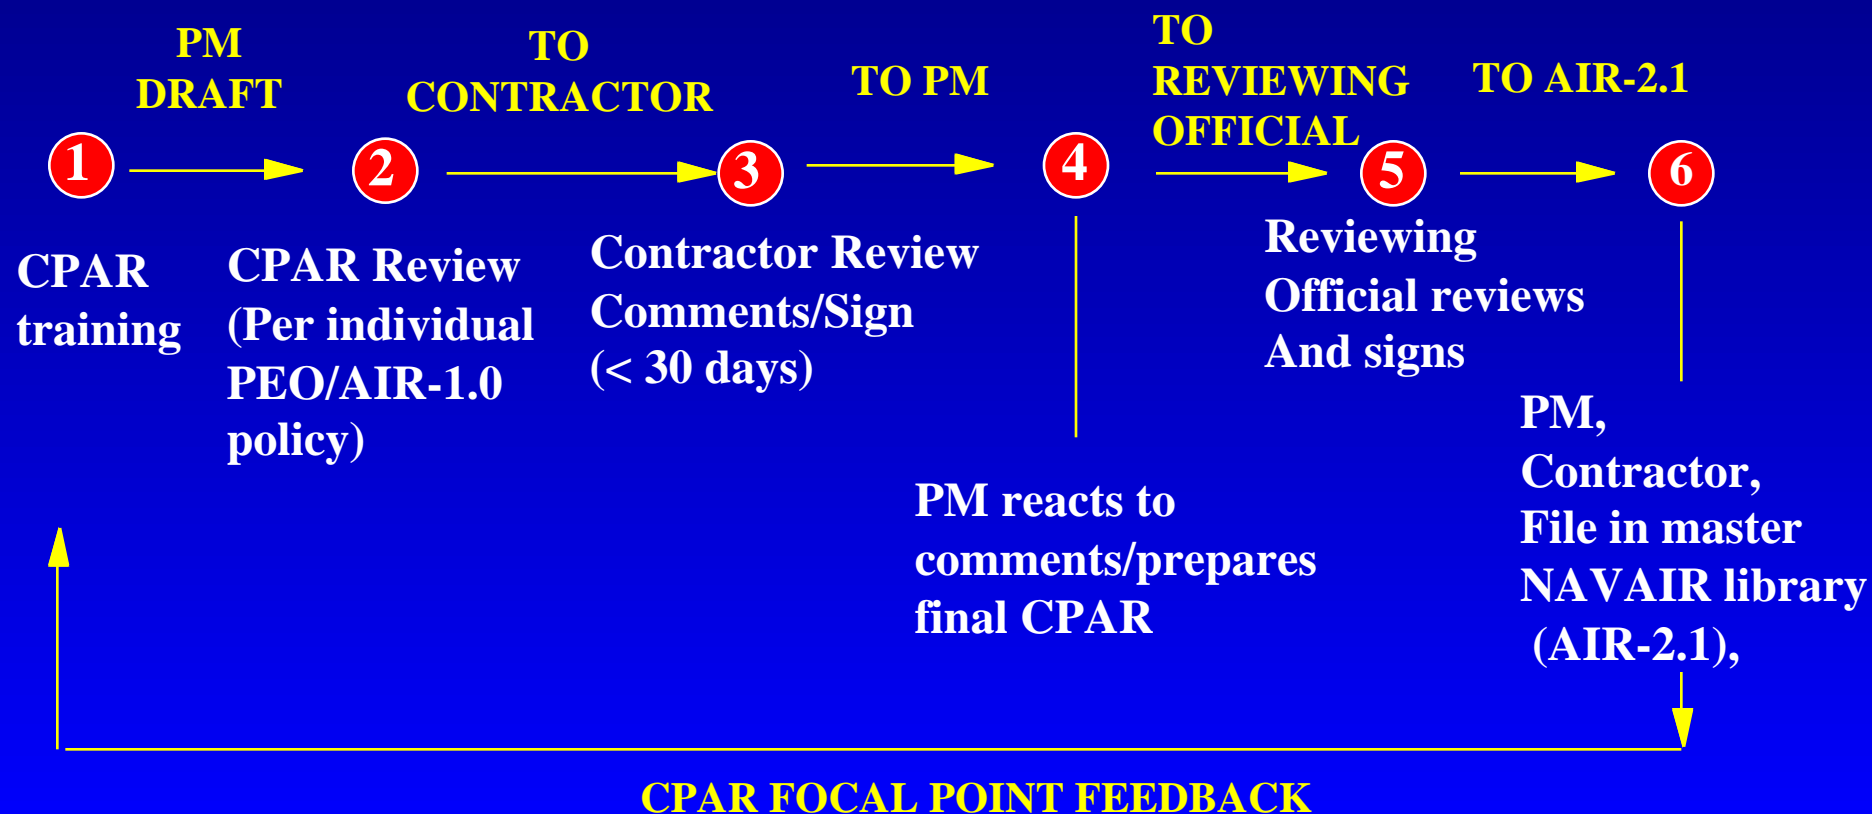 PM
DRAFT
TO
CONTRACTOR
TO PM
TO
REVIEWING
OFFICIAL
TO AIR-2.1
1
2
3
4
5
6
CPAR
training
CPAR Review
(Per individual
PEO/AIR-1.0
policy)
Contractor Review
Comments/Sign
(< 30 days)
PM reacts to
comments/prepares
final CPAR
Reviewing
Official reviews
And signs
PM,
Contractor,
File in master
NAVAIR library
(AIR-2.1),
CPAR FOCAL POINT FEEDBACK